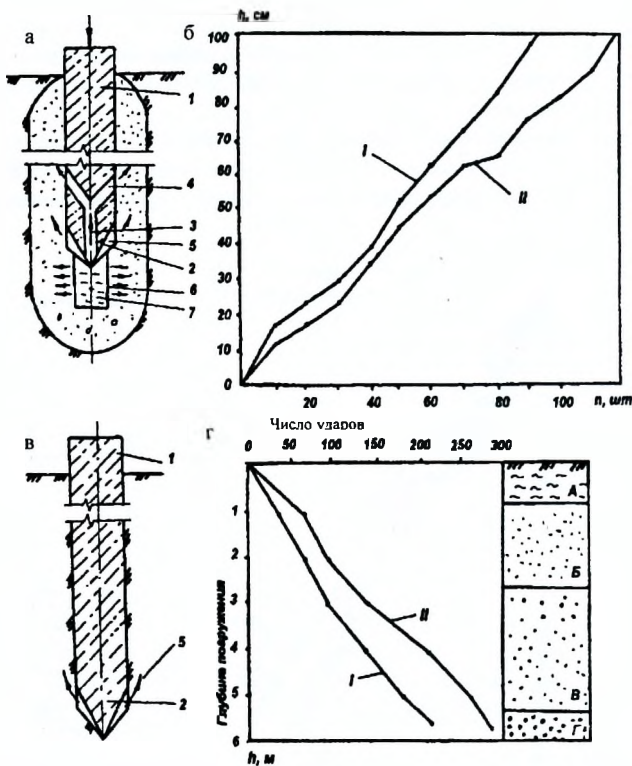 а
1
4
3
5
2
6
7
б
h, см
100
90
80
70
60
50
40
30
20
10
0
I
II
20
40
60
80
100
n, шт
в
1
5
2
г
Число ударов
0
50
100
150
200
250
300
1
2
3
4
5
6
Глубина погружения
h, м
I
II
А
Б
В
Г